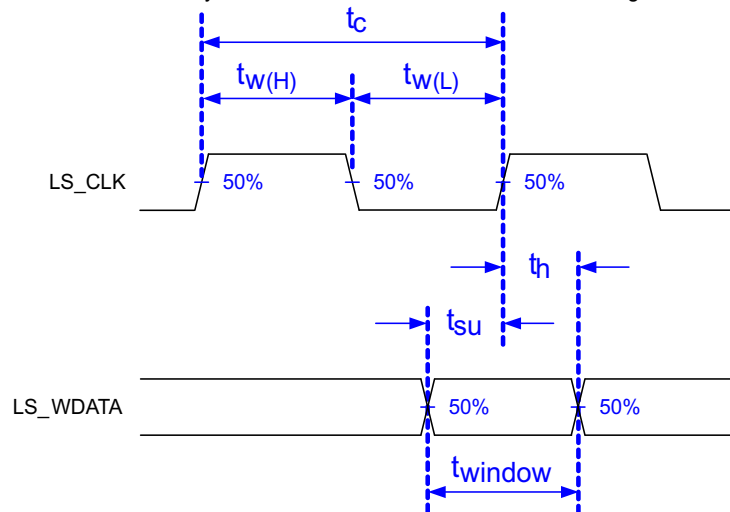 tc
tw(H) tw(L)
LS_CLK 50% 50% 50%
th
tsu
LS_WDATA 50% 50%
twindow